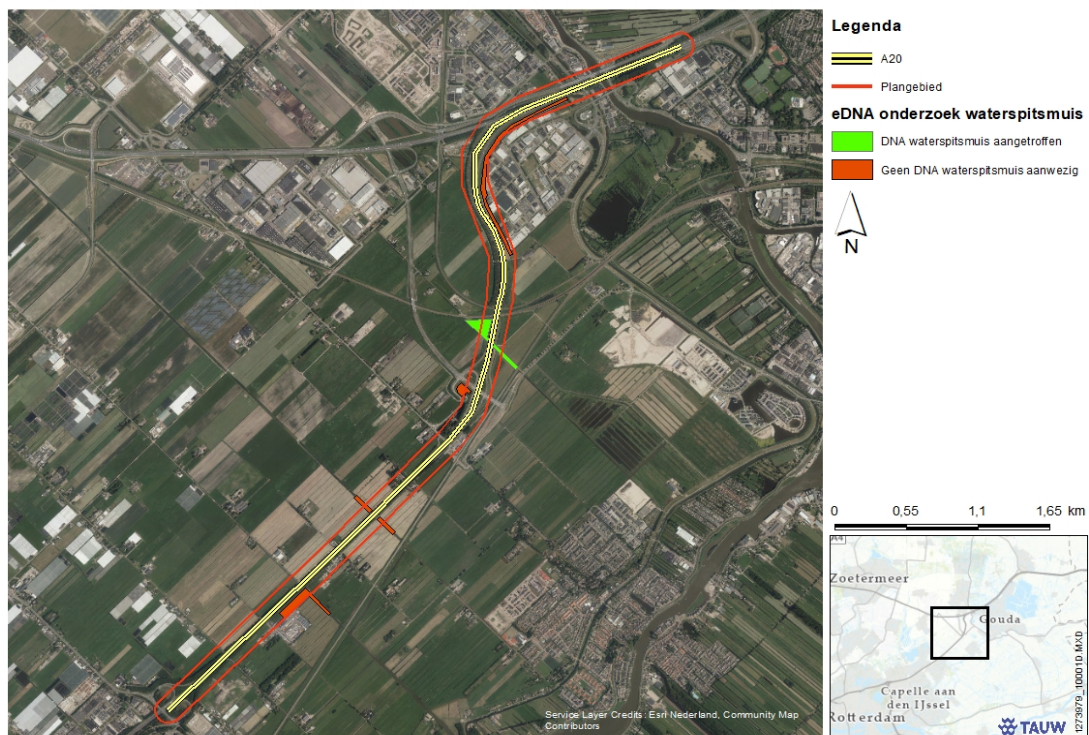 Legenda
A20
Plangebied
eDNA onderzoek waterspitsmuis
DNA waterspitsmuis aangetroffen
Geen DNA waterspitsmuis aanwezig
N
0 0,55 1,1 1,65 km
A4
Zoetermeer
Gouda
Capelle aan
den IJssel
Rotterdam
1273979_10001D.MXD
TAUW
Service Layer Credits: Esri Nederland, Community Map
Contributors